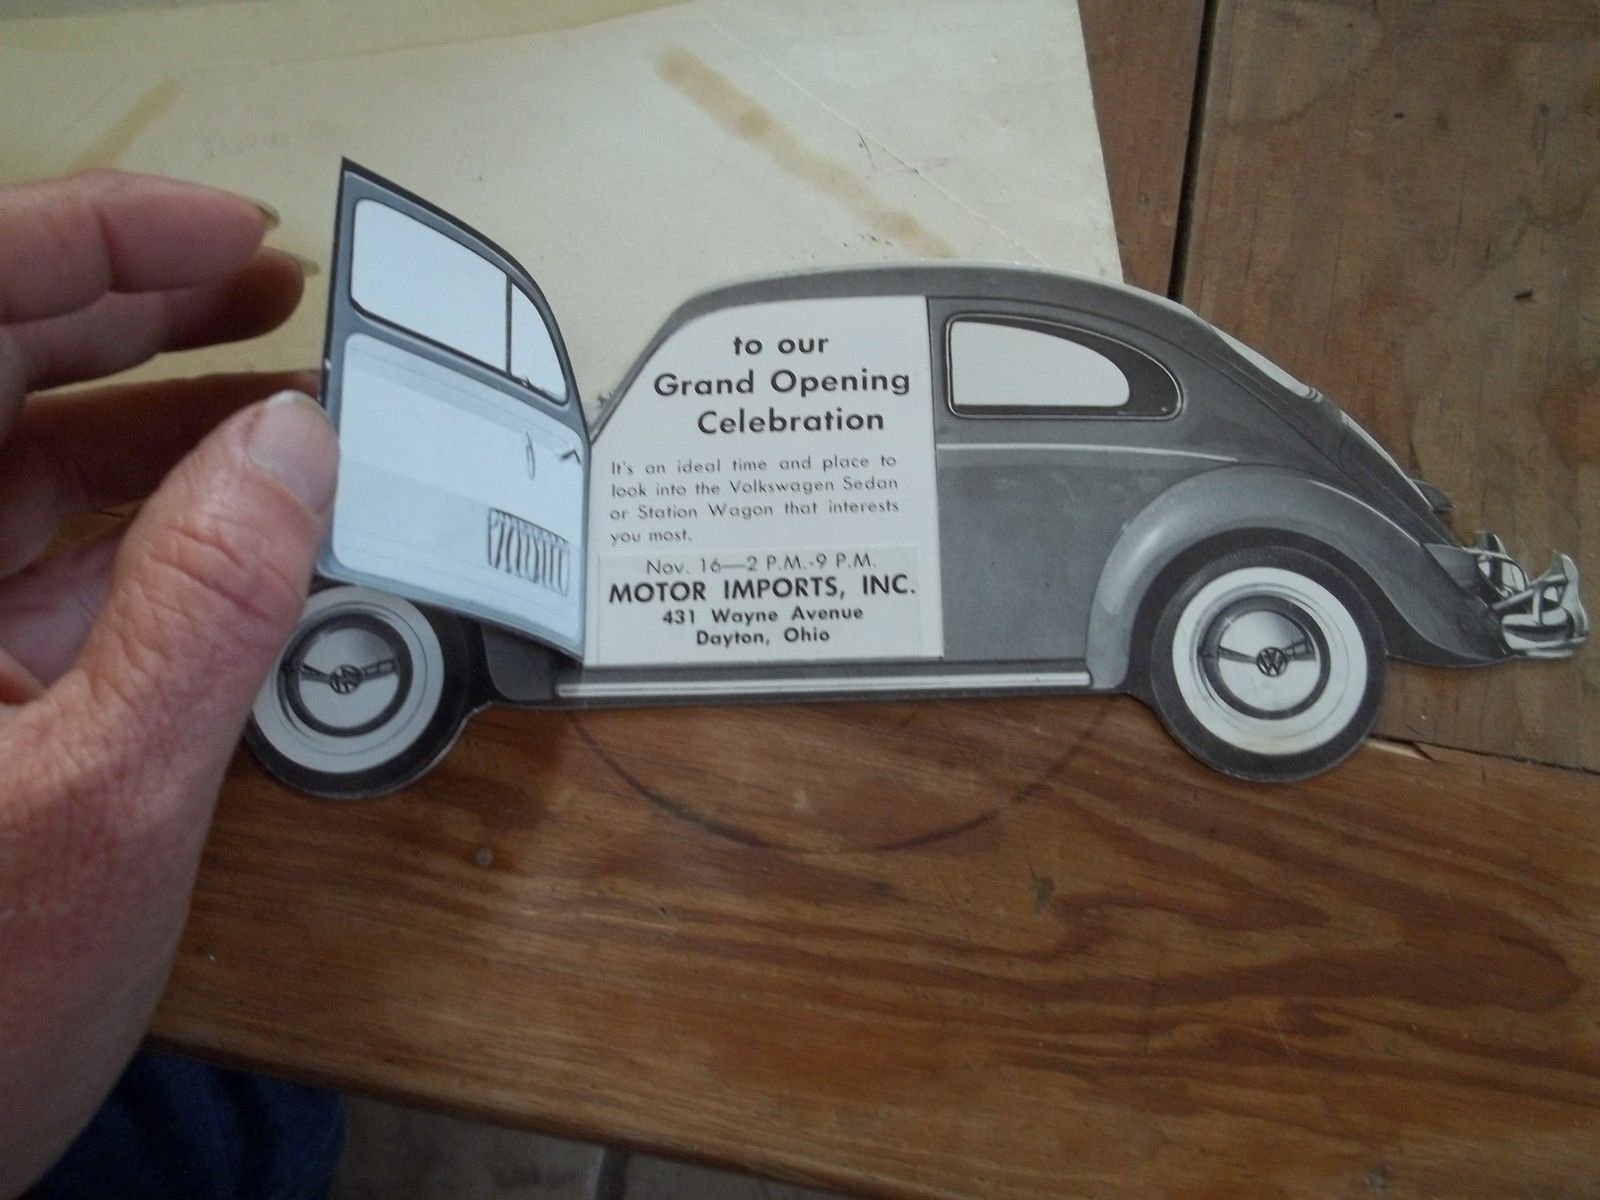 to our
Grand Opening
Celebration
It's an ideal time and place to
look into the Volkswagen Sedan
or Station Wagon that interests
you most.
Nov. 16—2 P.M.-9 P.M.
MOTOR IMPORTS, INC.
431 Wayne Avenue
Dayton, Ohio